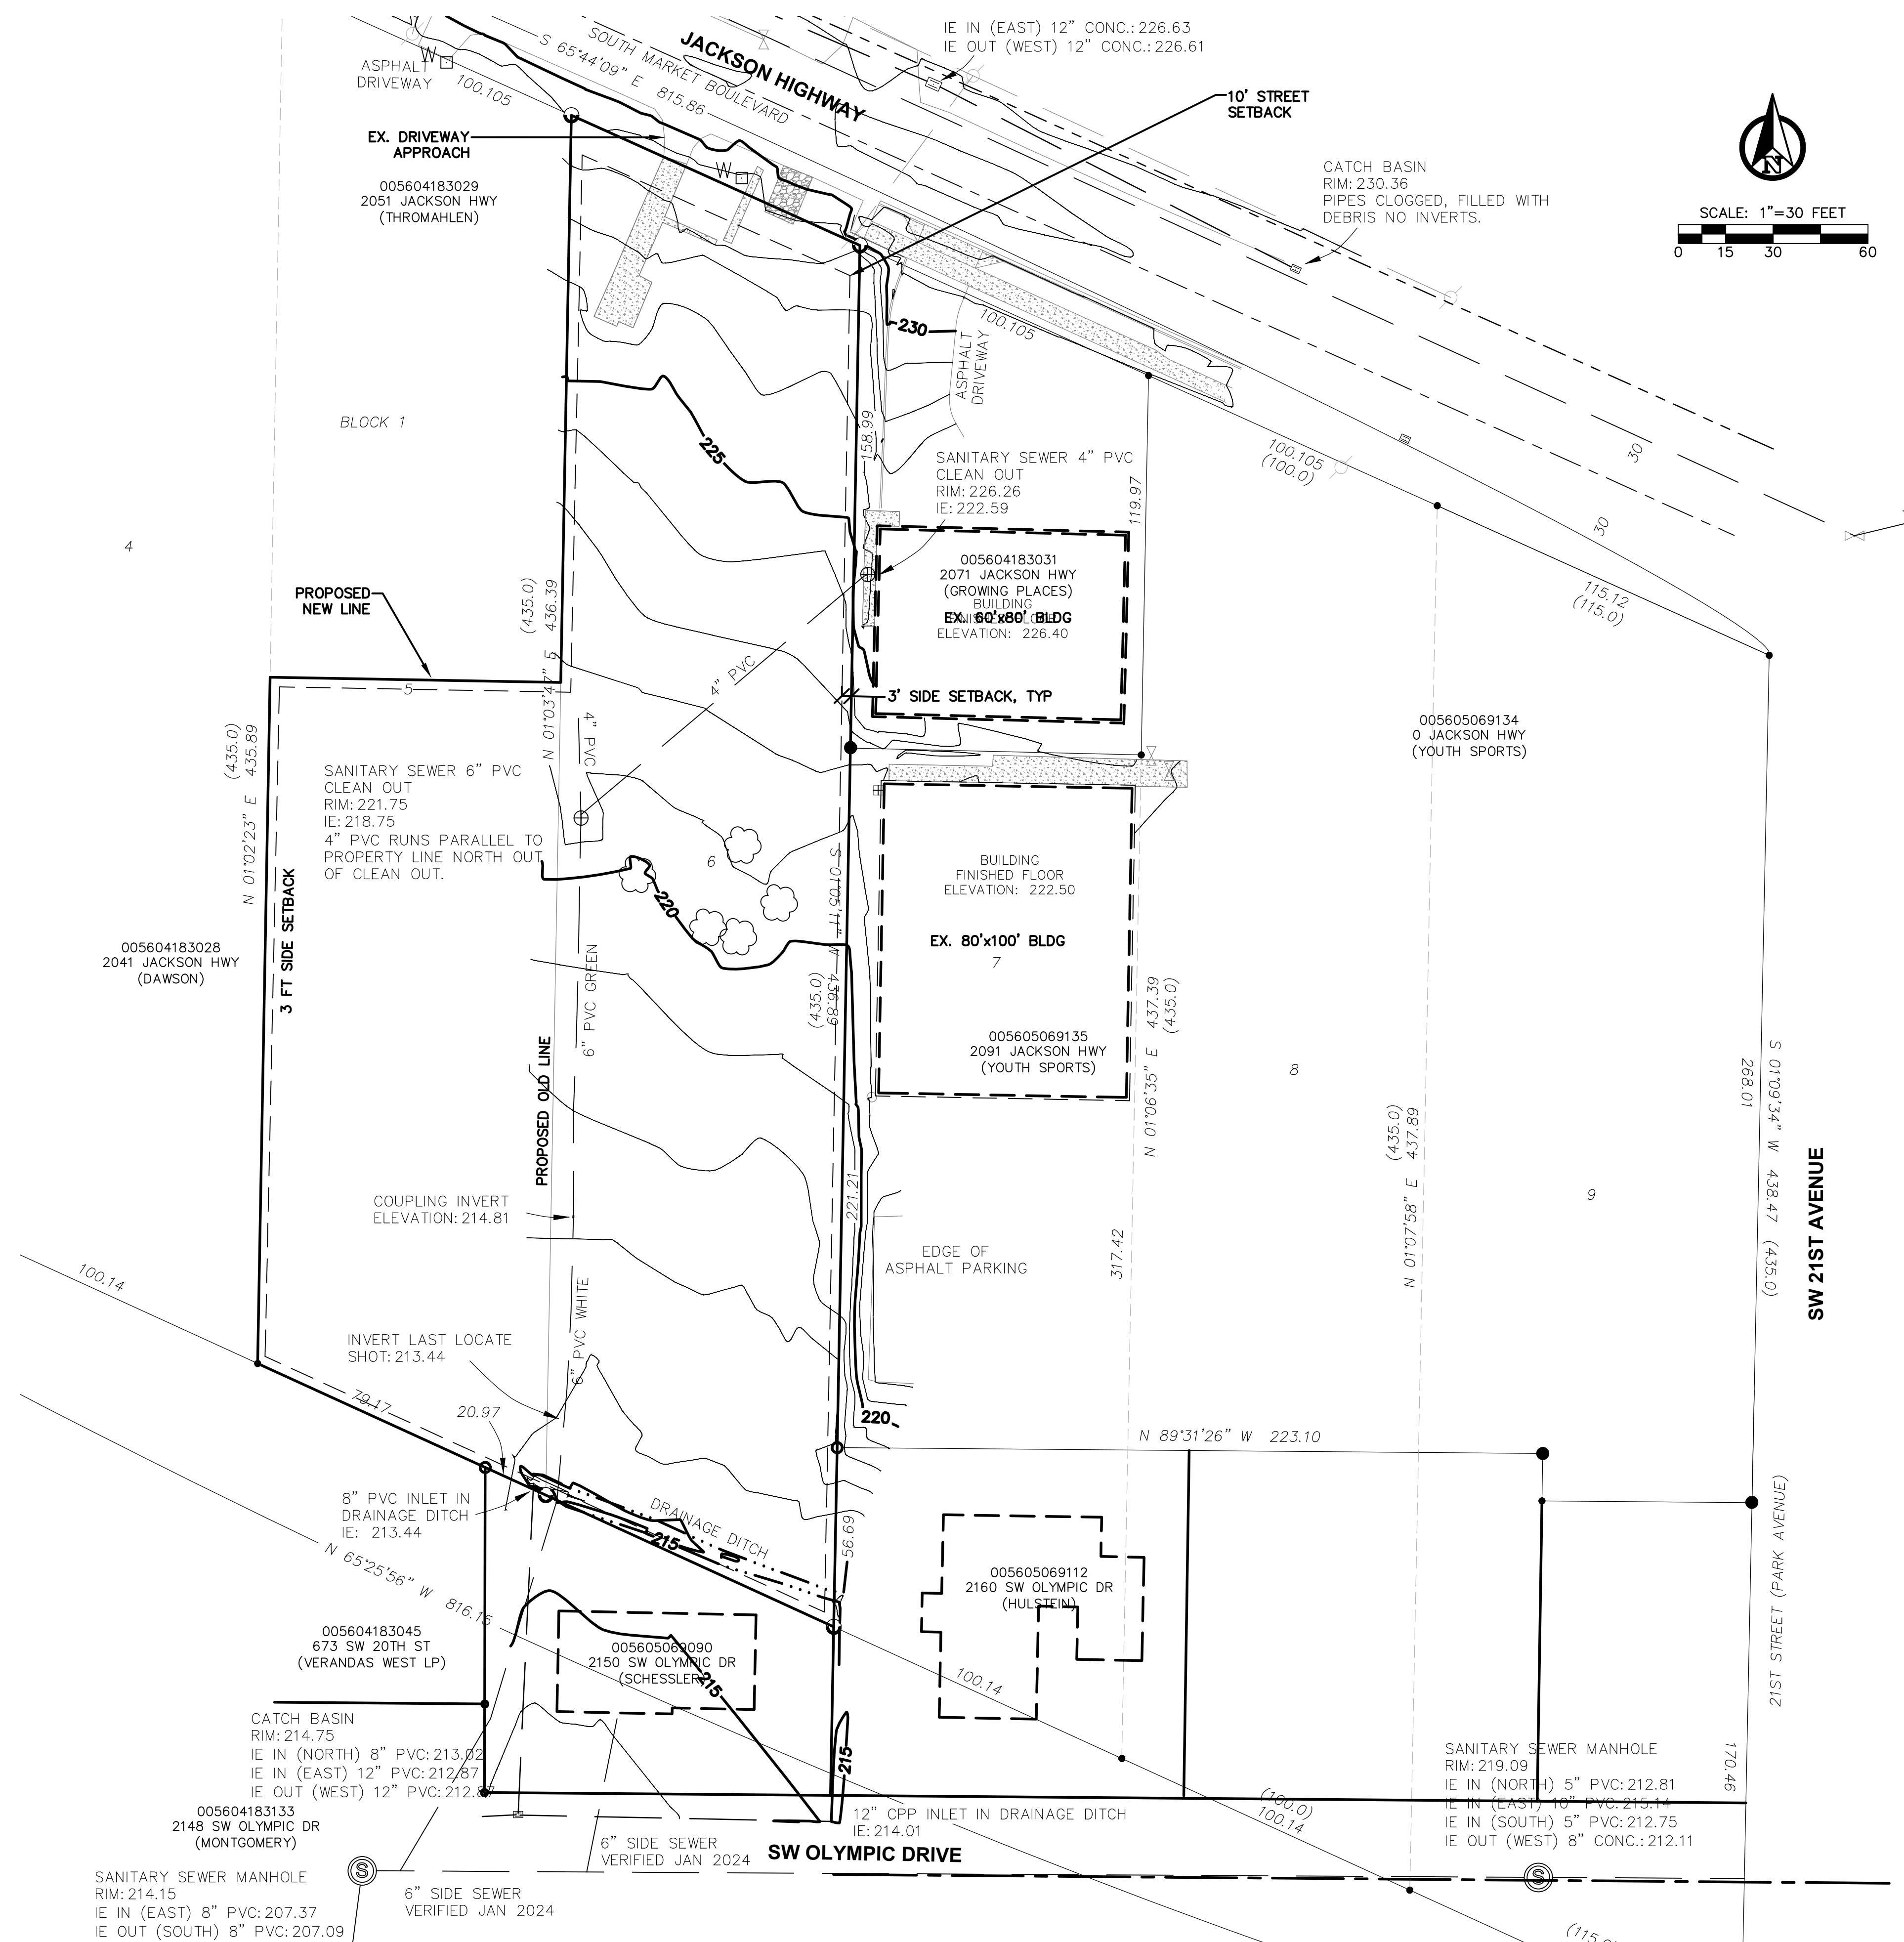 IE IN (EAST) 12” CONC.: 226.63
IE OUT (WEST) 12” CONC.: 226.61
JACKSON HIGHWAY
SOUTH MARKET BOULEVARD
S 65°44'09” E 815.86
W
ASPHALT
DRIVEWAY
100.105
10' STREET
SETBACK
EX. DRIVEWAY
APPROACH
W
CATCH BASIN
RIM: 230.36
PIPES CLOGGED, FILLED WITH
DEBRIS NO INVERTS.
N
SCALE: 1”=30 FEET
0 15 30 60
005604183029
2051 JACKSON HWY
(THROMAHLEN)
230
100.105
ASPHALT
DRIVEWAY
BLOCK 1
225
158.99
SANITARY SEWER 4” PVC
CLEAN OUT
RIM: 226.26
IE: 222.59
119.97
100.105
(100.0)
30
30
4
PROPOSED
NEW LINE
(435.0)
436.39
N 01°03'47” E
005604183031
2071 JACKSON HWY
(GROWING PLACES)
BUILDING
EX. 60'x80' BLDG
ELEVATION: 226.40
115.12
(115.0)
5
4” PVC
3' SIDE SETBACK, TYP
005605069134
0 JACKSON HWY
(YOUTH SPORTS)
(435.0)
N 01°02'23” E 435.89
4” PVC
SANITARY SEWER 6” PVC
CLEAN OUT
RIM: 221.75
IE: 218.75
4” PVC RUNS PARALLEL TO
PROPERTY LINE NORTH OUT
OF CLEAN OUT.
6
220
S 01°05'11” W 436.89
(435.0)
BUILDING
FINISHED FLOOR
ELEVATION: 222.50
EX. 80'x100' BLDG
7
3 FT SIDE SETBACK
005604183028
2041 JACKSON HWY
(DAWSON)
6” PVC GREEN
PROPOSED OLD LINE
005605069135
2091 JACKSON HWY
(YOUTH SPORTS)
N 01°06'35” E 437.39
(435.0)
8
(435.0)
N 01°07'58” E 437.89
268.01
S 01°09'34” W 438.47 (435.0)
SW 21ST AVENUE
9
COUPLING INVERT
ELEVATION: 214.81
221.21
317.42
EDGE OF
ASPHALT PARKING
100.14
6” PVC WHITE
INVERT LAST LOCATE
SHOT: 213.44
79.17
20.97
220
N 89°31'26” W 223.10
8” PVC INLET IN
DRAINAGE DITCH
IE: 213.44
DRAINAGE DITCH
215
56.69
N 65°25'56” W 816.15
21ST STREET (PARK AVENUE)
005605069112
2160 SW OLYMPIC DR
(HULSTEIN)
005604183045
673 SW 20TH ST
(VERANDAS WEST LP)
005605069090
2150 SW OLYMPIC DR
(SCHESSLER)
215
100.14
CATCH BASIN
RIM: 214.75
IE IN (NORTH) 8” PVC: 213.02
IE IN (EAST) 12” PVC: 212.87
IE OUT (WEST) 12” PVC: 212.87
215
SANITARY SEWER MANHOLE
RIM: 219.09
IE IN (NORTH) 5” PVC: 212.81
IE IN (EAST) 10” PVC: 215.14
IE IN (SOUTH) 5” PVC: 212.75
IE OUT (WEST) 8” CONC.: 212.11
170.46
(100.0)
100.14
005604183133
2148 SW OLYMPIC DR
(MONTGOMERY)
12” CPP INLET IN DRAINAGE DITCH
IE: 214.01
6” SIDE SEWER
VERIFIED JAN 2024
SW OLYMPIC DRIVE
S
S
SANITARY SEWER MANHOLE
RIM: 214.15
IE IN (EAST) 8” PVC: 207.37
IE OUT (SOUTH) 8” PVC: 207.09
6” SIDE SEWER
VERIFIED JAN 2024